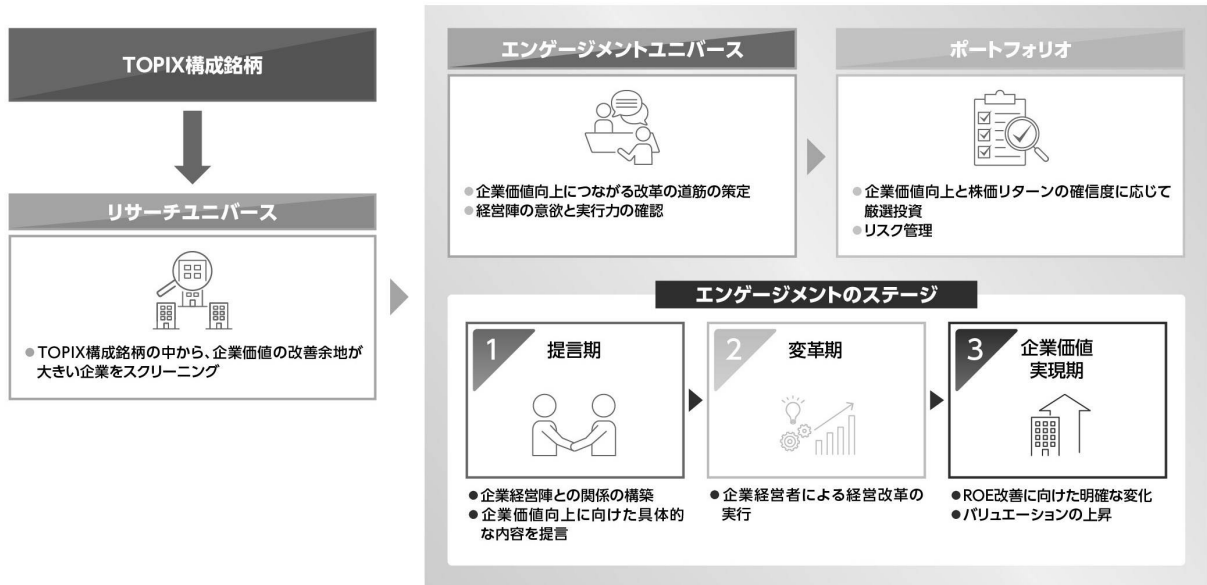 TOPIX構成銘柄
リサーチユニバース
●TOPIX構成銘柄の中から、企業価値の改善余地が
大きい企業をスクリーニング
エンゲージメントユニバース
●企業価値向上につながる改革の道筋の策定
●経営陣の意欲と実行力の確認
ポートフォリオ
●企業価値向上と株価リターンの確信度に応じて
厳選投資
●リスク管理
エンゲージメントのステージ
1 提言期
●企業経営陣との関係の構築
●企業価値向上に向けた具体的
な内容を提言
2 変革期
●企業経営者による経営改革の
実行
3 企業価値
実現期
●ROE改善に向けた明確な変化
●バリュエーションの上昇